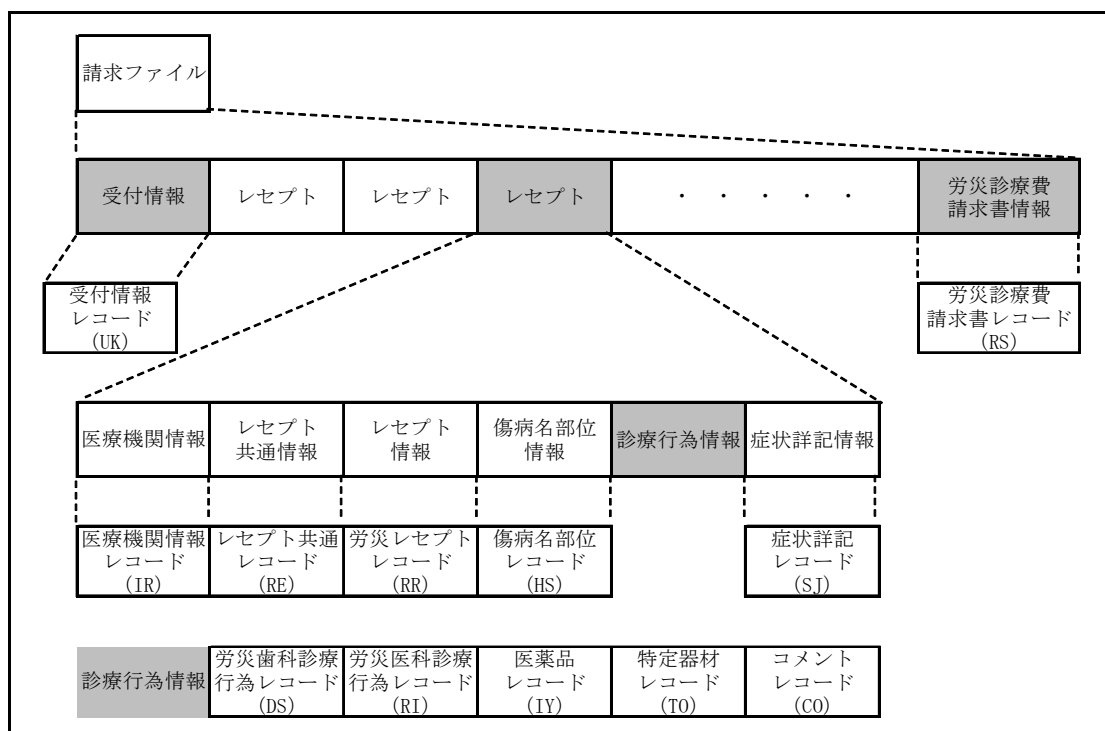 請求ファイル
受付情報
レセプト
レセプト
レセプト
・ ・ ・ ・ ・
労災診療費
請求書情報
受付情報
レコード
(UK)
労災診療費
請求書レコード
(RS)
医療機関情報
レセプト
共通情報
レセプト
情報
傷病名部位
情報
診療行為情報
症状詳記情報
医療機関情報
レコード
(IR)
レセプト共通
レコード
(RE)
労災レセプト
レコード
(RR)
傷病名部位
レコード
(HS)
症状詳記
レコード
(SJ)
診療行為情報
労災歯科診療
行為レコード
(DS)
労災医科診療
行為レコード
(RI)
医薬品
レコード
(IY)
特定器材
レコード
(TO)
コメント
レコード
(CO)